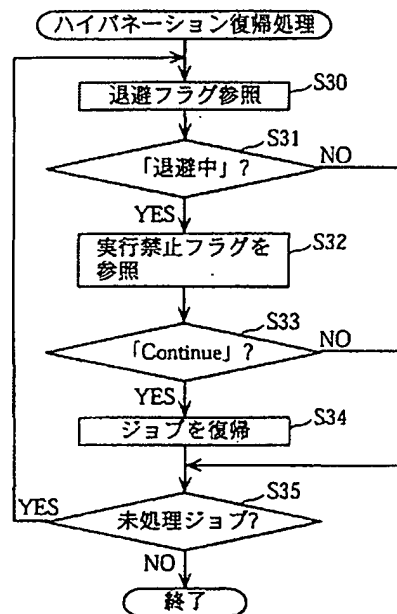 ハイバネーション復帰処理
退避フラグ参照
S30
「退避中」?
S31
NO
YES
実行禁止フラグを
参照
S32
「Continue」?
S33
NO
YES
ジョブを復帰
S34
未処理ジョブ?
S35
YES
NO
終了